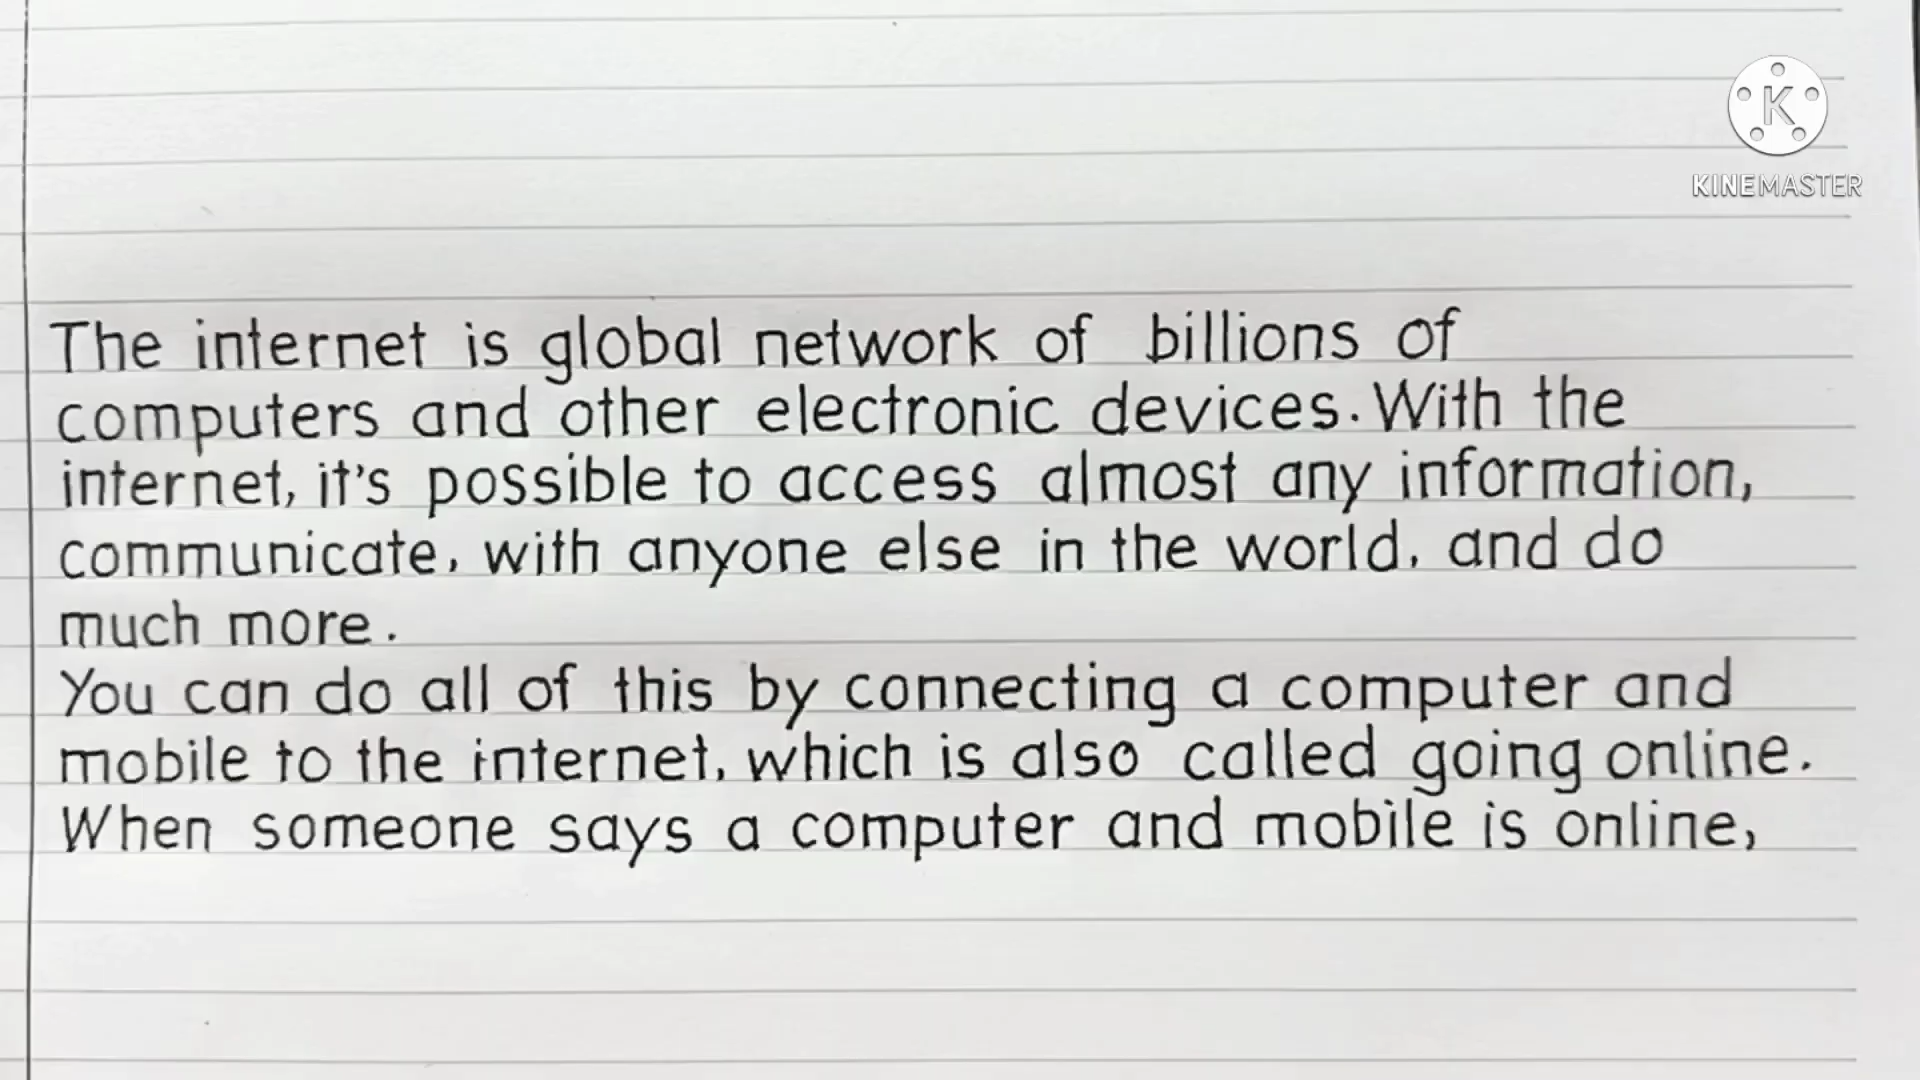 KINEMASTER
The internet is global network of billions of
computers and other electronic devices. With the
internet, it's possible to access almost any information,
communicate, with anyone else in the world, and do
much more.
You can do all of this by connecting a computer and
mobile to the internet, which is also called going online.
When someone says a computer and mobile is online,